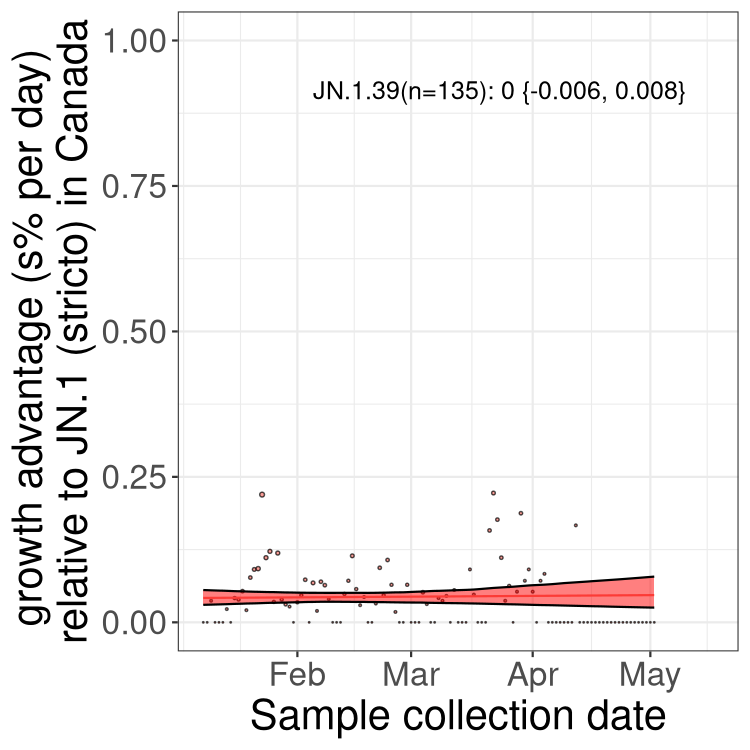 growth advantage (s% per day)
relative to JN.1 (stricto) in Canada
1.00
0.75
0.50
0.25
0.00
JN.1.39(n=135): 0 {-0.006, 0.008}
Feb
Mar
Apr
May
Sample collection date